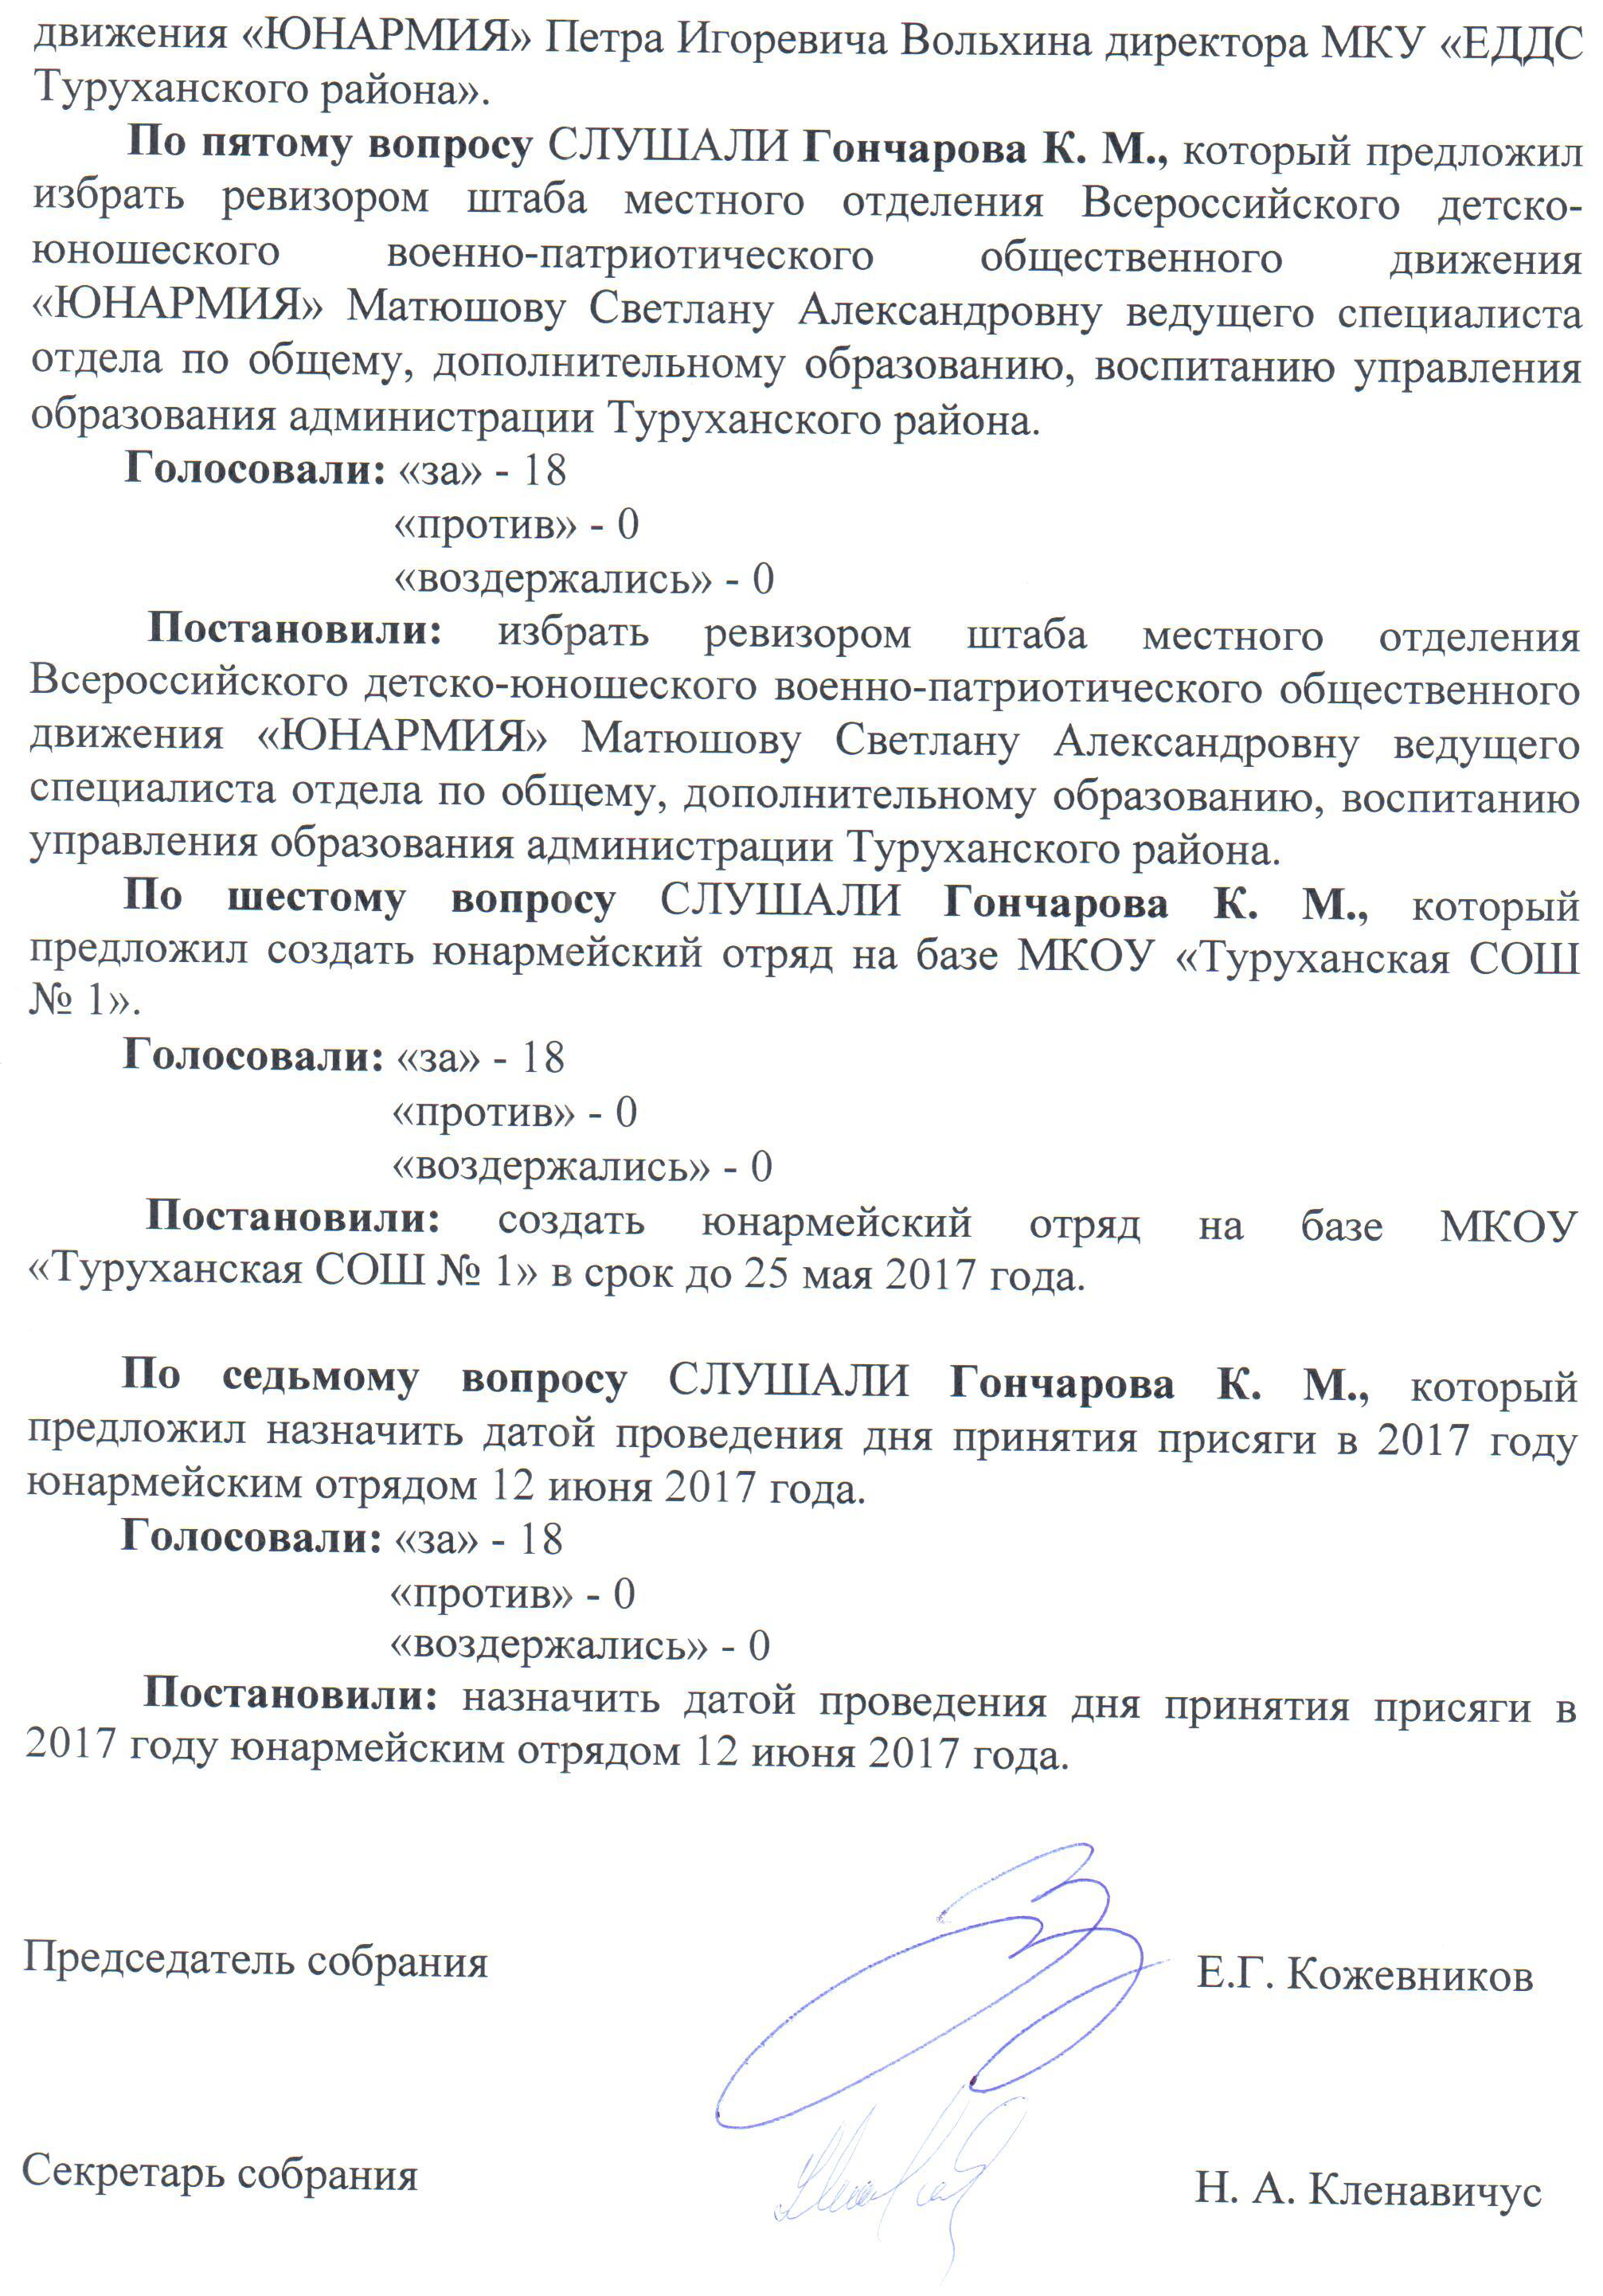 движения «ЮНАРМИЯ» Петра Игоревича Вольхина директора МКУ «ЕДДС
Туруханского района».
По пятому вопросу СЛУШАЛИ Гончарова К. М., который предложил
избрать ревизором штаба местного отделения Всероссийского детско-
юношеского военно-патриотического общественного движения
«ЮНАРМИЯ» Матюшову Светлану Александровну ведущего специалиста
отдела по общему, дополнительному образованию, воспитанию управления
образования администрации Туруханского района.
Голосовали: «за» - 18
«против» - 0
«воздержались» - 0
Постановили: избрать ревизором штаба местного отделения
Всероссийского детско-юношеского военно-патриотического общественного
движения «ЮНАРМИЯ» Матюшову Светлану Александровну ведущего
специалиста отдела по общему, дополнительному образованию, воспитанию
управления образования администрации Туруханского района.
По шестому вопросу СЛУШАЛИ Гончарова К. М., который
предложил создать юнармейский отряд на базе МКОУ «Туруханская СОШ
№ 1».
Голосовали: «за» - 18
«против» - 0
«воздержались» - 0
Постановили: создать юнармейский отряд на базе МКОУ
«Туруханская СОШ № 1» в срок до 25 мая 2017 года.
По седьмому вопросу СЛУШАЛИ Гончарова К. М., который
предложил назначить датой проведения дня принятия присяги в 2017 году
юнармейским отрядом 12 июня 2017 года.
Голосовали: «за» - 18
«против» - 0
«воздержались» - 0
Постановили: назначить датой проведения дня принятия присяги в
2017 году юнармейским отрядом 12 июня 2017 года.
Председатель собрания Е.Г. Кожевников
Секретарь собрания Н. А. Кленавичус